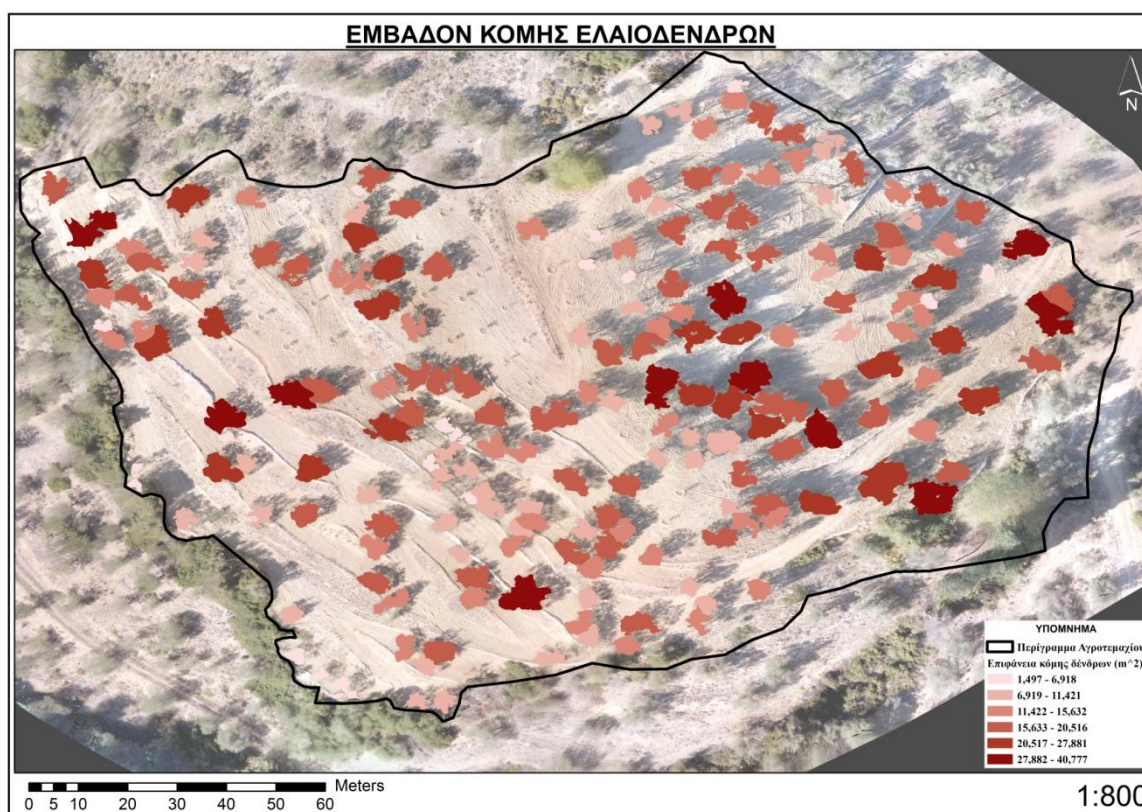 ΕΜΒΑΔΟΝ ΚΟΜΗΣ ΕΛΑΙΟΔΕΝΔΡΩΝ
N
ΥΠΟΜΝΗΜΑ
Περίγραμμα Αγροτεμαχίου
Επιφάνεια κόμης δένδρων (m^2)
1,497 - 6,918
6,919 - 11,421
11,422 - 15,632
15,633 - 20,516
20,517 - 27,881
27,882 - 40,777
Meters
0 5 10 20 30 40 50 60
1:800